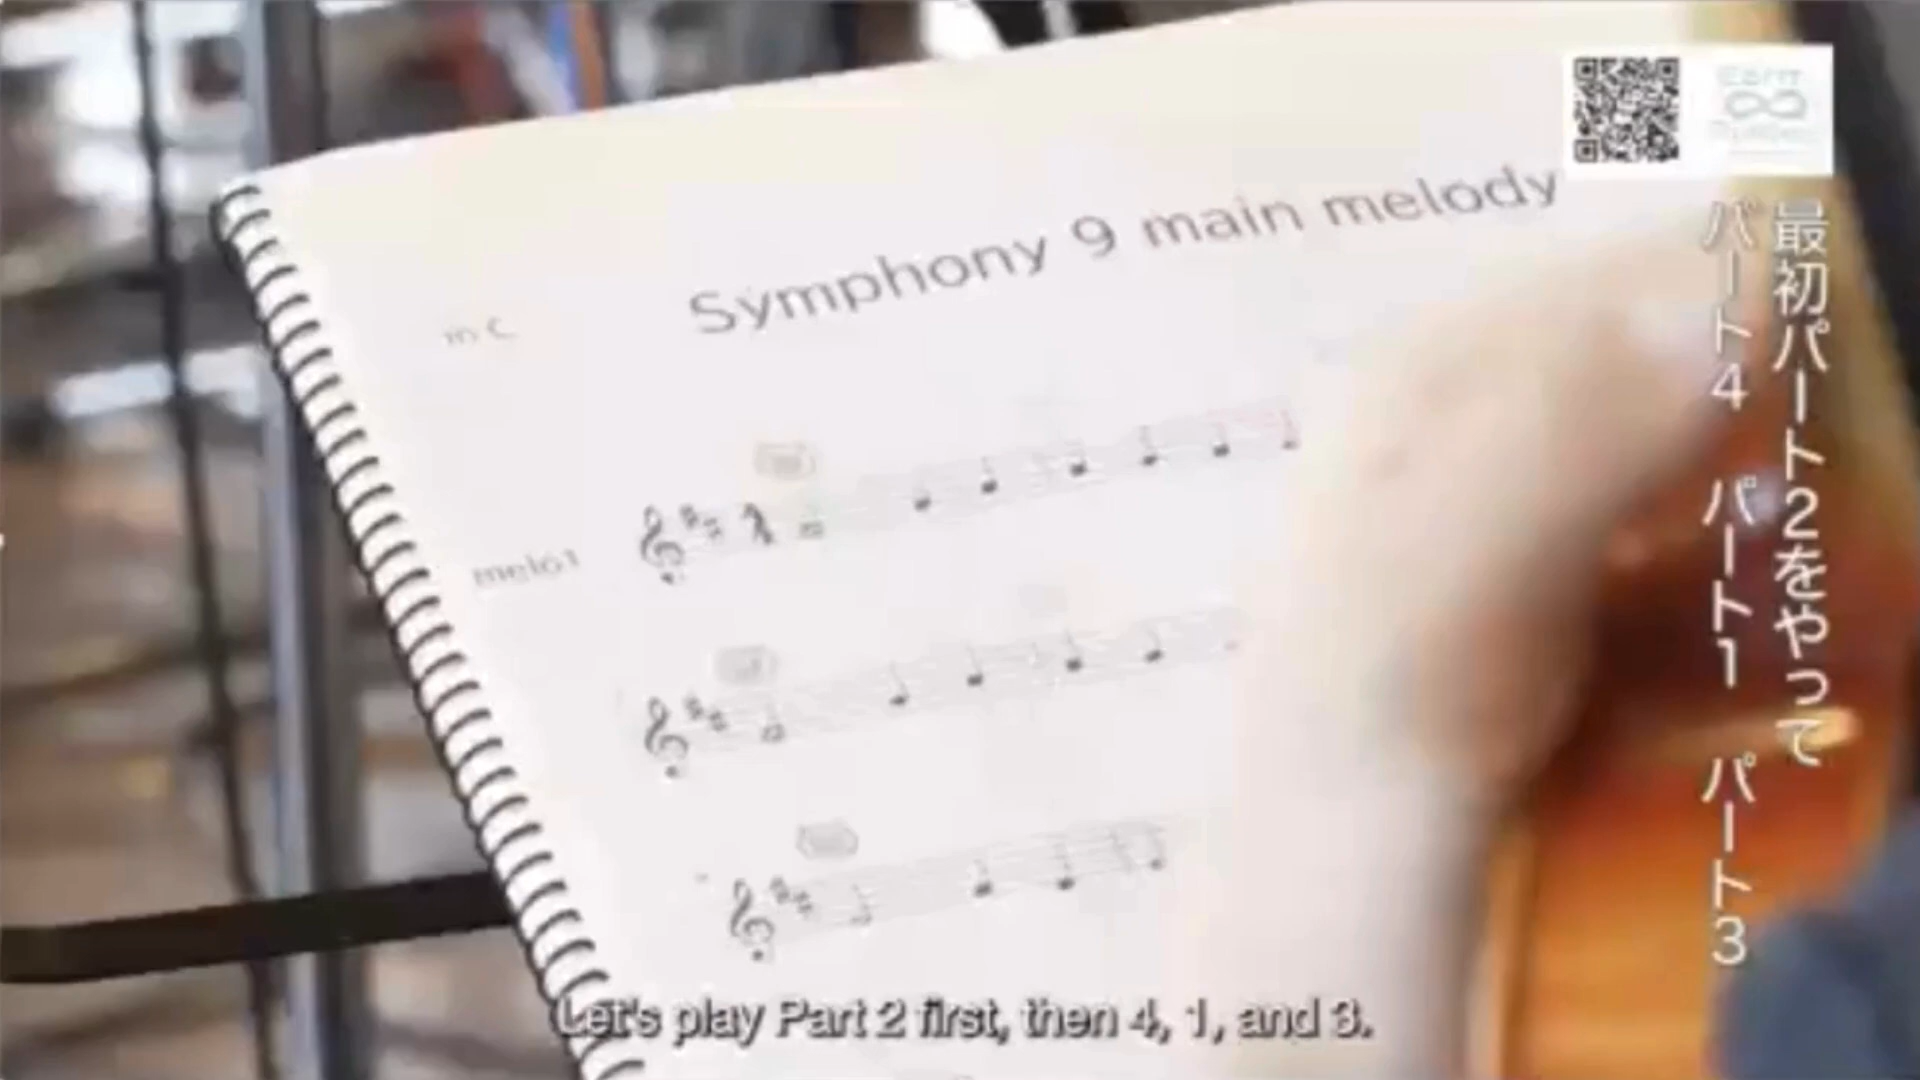 Symphony 9 main melody
in C
melo1
最初パート2をやって
パート4 パート1 パート3
Let's play Part 2 first, then 4, 1, and 3.